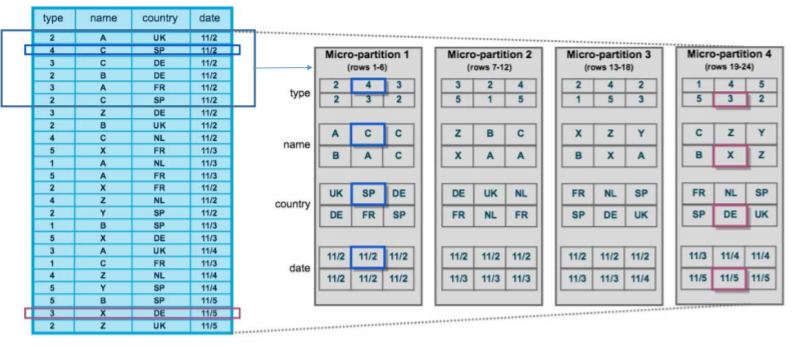 type name country date
2 A UK 11/2
4 C SP 11/2
3 C DE 11/2
2 B DE 11/2
3 A FR 11/2
2 C SP 11/2
3 Z DE 11/2
2 B UK 11/2
4 C NL 11/2
5 X FR 11/3
1 A NL 11/3
5 A FR 11/3
2 X FR 11/2
4 Z NL 11/2
2 Y SP 11/2
1 B SP 11/3
5 X DE 11/3
3 A UK 11/4
1 C FR 11/3
4 Z NL 11/4
5 Y SP 11/4
5 B SP 11/5
3 X DE 11/5
2 Z UK 11/5
Micro-partition 1
(rows 1-6)
type
2 4 3
2 3 2
name
A C C
B A C
country
UK SP DE
DE FR SP
date
11/2 11/2 11/2
11/2 11/2 11/2
Micro-partition 2
(rows 7-12)
3 2 4
5 1 5
Z B C
X A A
DE UK NL
FR NL FR
11/2 11/2 11/2
11/3 11/3 11/3
Micro-partition 3
(rows 13-18)
2 4 2
1 5 3
X Z Y
B X A
FR NL SP
SP DE UK
11/2 11/2 11/2
11/3 11/3 11/4
Micro-partition 4
(rows 19-24)
1 4 5
5 3 2
C Z Y
B X Z
FR NL SP
SP DE UK
11/3 11/4 11/4
11/5 11/5 11/5